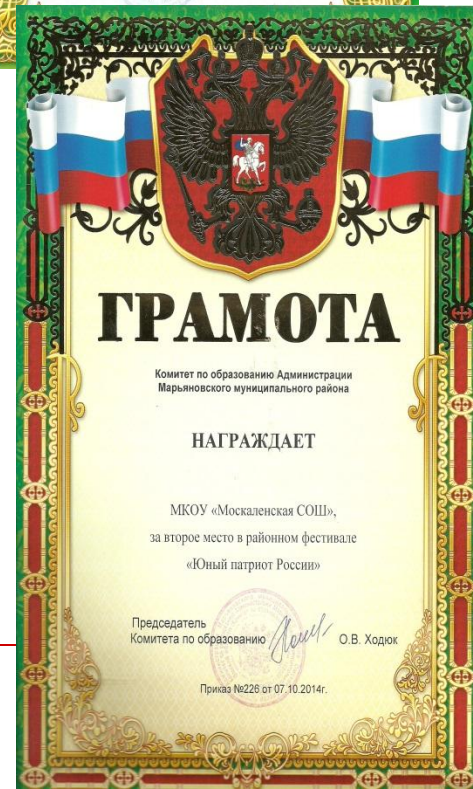 ГРАМОТА
Комитет по образованию Администрации
Марьяновского муниципального района
НАГРАЖДАЕТ
МКОУ «Москаленская СОШ»,
за второе место в районном фестивале
«Юный патриот России»
Председатель
Комитета по образованию О.В. Ходюк
Приказ №226 от 07.10.2014г.